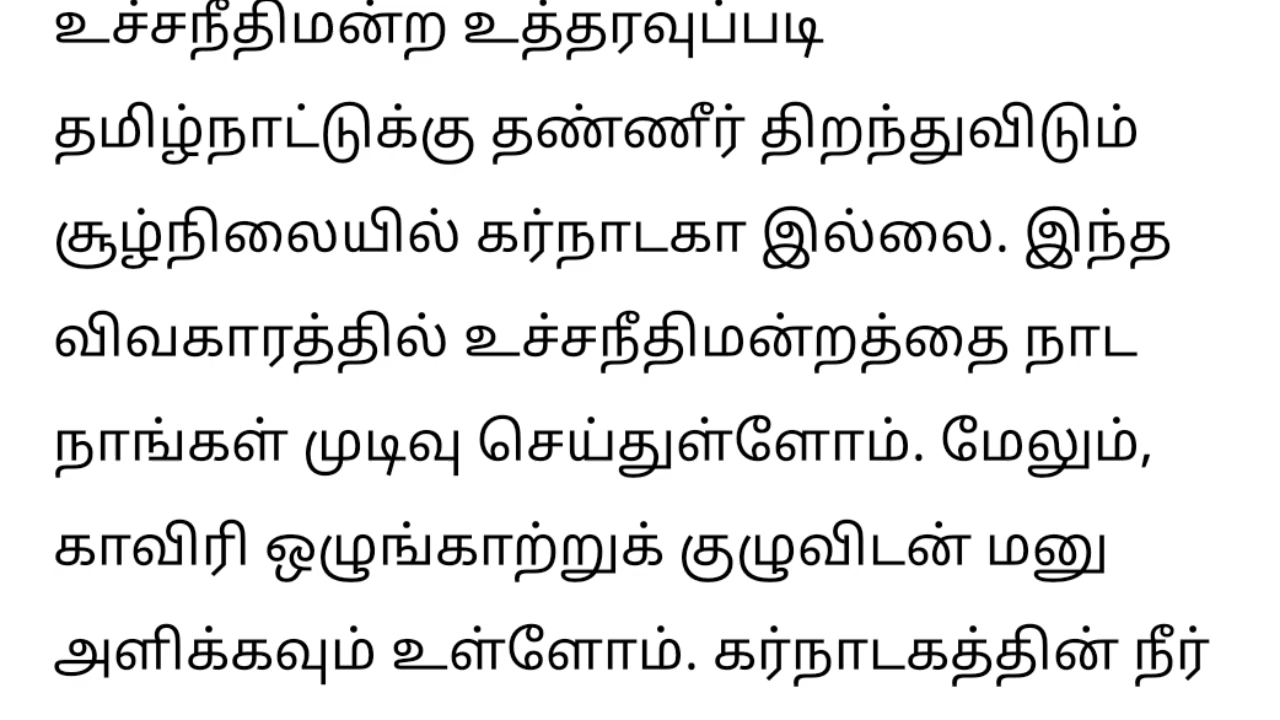 உச்சநீதிமன்ற உத்தரவுப்படி
தமிழ்நாட்டுக்கு தண்ணீர் திறந்துவிடும்
சூழ்நிலையில் கர்நாடகா இல்லை. இந்த
விவகாரத்தில் உச்சநீதிமன்றத்தை நாட
நாங்கள் முடிவு செய்துள்ளோம். மேலும்,
காவிரி ஒழுங்காற்றுக் குழுவிடன் மனு
அளிக்கவும் உள்ளோம். கர்நாடகத்தின் நீர்